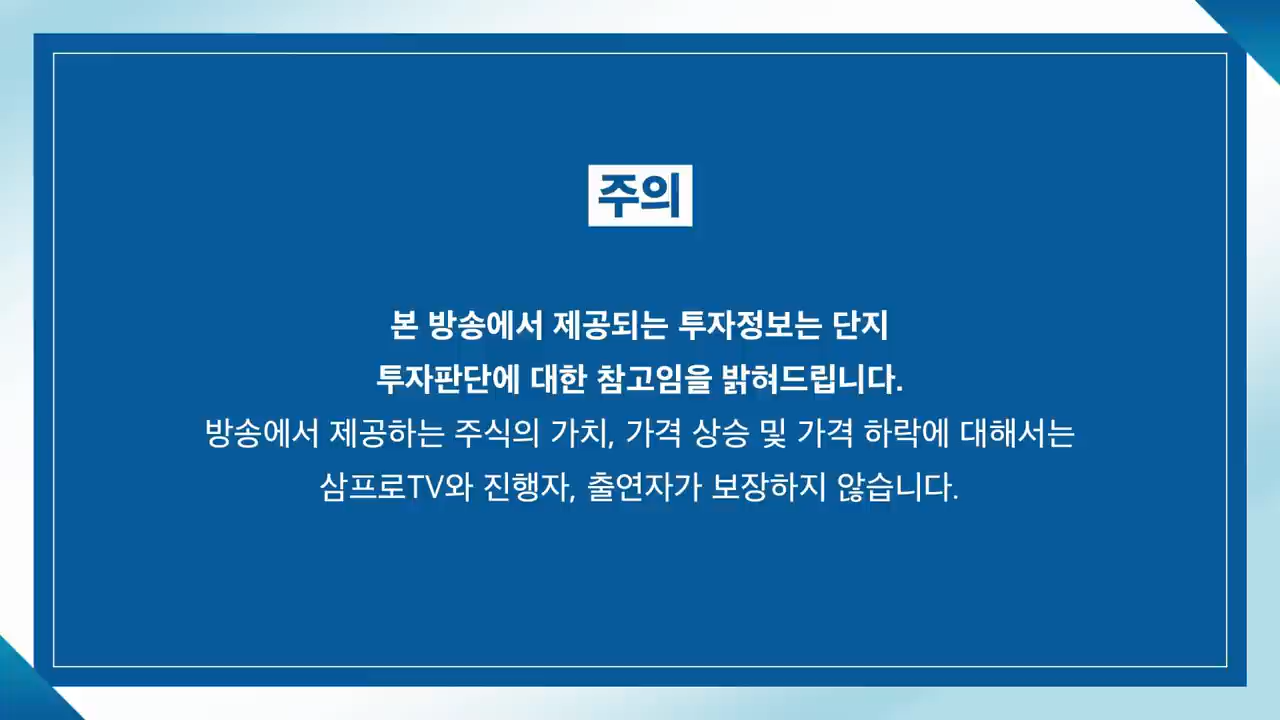 주의
본 방송에서 제공되는 투자정보는 단지
투자판단에 대한 참고임을 밝혀드립니다.
방송에서 제공하는 주식의 가치, 가격 상승 및 가격 하락에 대해서는
삼프로TV와 진행자, 출연자가 보장하지 않습니다.